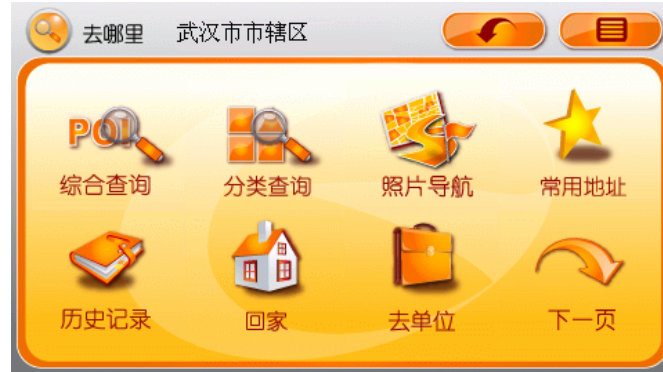 去哪里 武汉市市辖区
POI
综合查询 分类查询 照片导航 常用地址
历史记录 回家 去单位 下一页